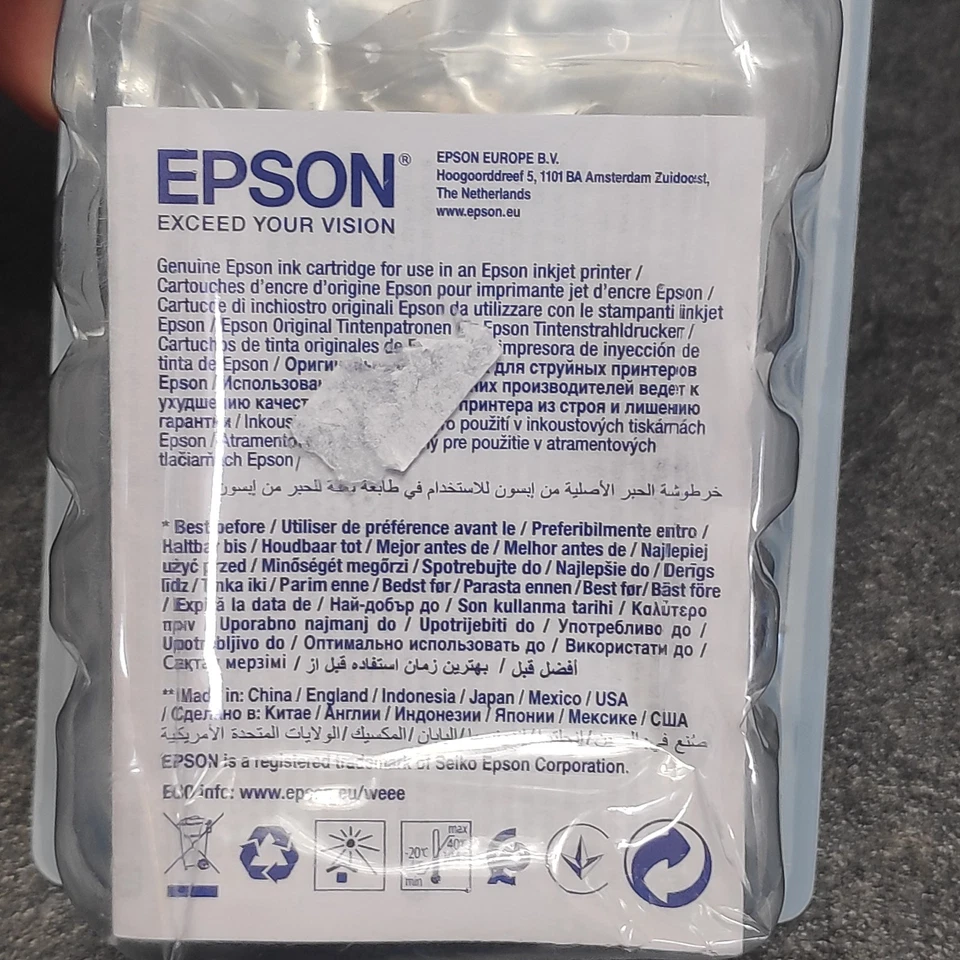 EPSON®
EXCEED YOUR VISION
EPSON EUROPE B.V.
Hoogoorddreef 5, 1101 BA Amsterdam Zuidoost,
The Netherlands
www.epson.eu
Genuine Epson ink cartridge for use in an Epson inkjet printer /
Cartouches d'encre d'origine Epson pour imprimante jet d'encre Epson /
Cartucce di inchiostro originali Epson da utilizzare con le stampanti inkjet
Epson / Epson Original Tintenpatronen Epson Tintenstrahldrucker /
Cartuchos de tinta originales de impresora de inyección de
tinta de Epson / для струйных принтеров
Epson / производителей ведет к
ухудшению принтера из строя и лишению
гарантии / použití v inkoustových tiskárnách
Epson / pre použitie v atramentových
tlačiarňach Epson /
خرطوشة الحبر الأصلية من إبسون للاستخدام في طابعة للحبر من إبسون
* Best before / Utiliser de préférence avant le / Preferibilmente entro /
Haltbar bis / Houdbaar tot / Mejor antes de / Melhor antes de / Najlepiej
użyć przed / Minőségét megőrzi / Spotrebujte do / Najlepšie do / Derīgs
līdz / Tinka iki / Parim enne / Bedst før / Parasta ennen / Best før / Bäst före
/ Expiră la data de / Най-добър до / Son kullanma tarihi / Καλύτερο
πριν / Uporabno najmanj do / Upotrijebiti do / Употребливо до /
Upotrebljivo do / Оптимально использовать до / Використати до /
Сақтау мерзімі / أفضل قبل / بهترین زمان استفاده قبل از /
** Made in: China / England / Indonesia / Japan / Mexico / USA
/ Сделано в: Китае / Англии / Индонезии / Японии / Мексике / США
صنع في اليابان/المكسيك/الولايات المتحدة الأمريكية
EPSON is a registered trademark of Seiko Epson Corporation.
ECO info: www.epson.eu/weee
max
-20°C
40°C
min